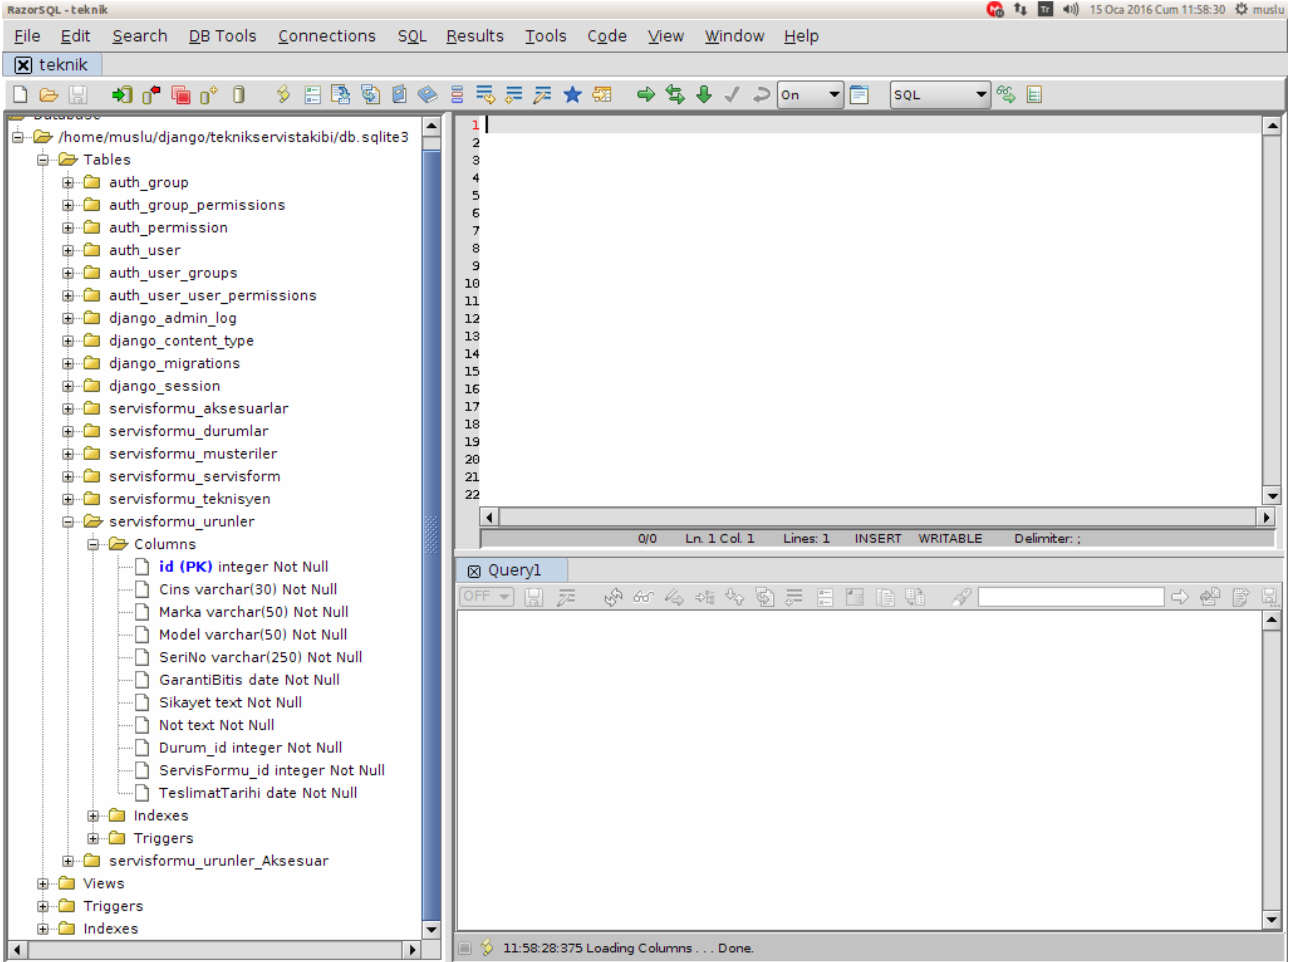 RazorSQL - teknik
Tr 15 Oca 2016 Cum 11:58:30 muslu
File Edit Search DB Tools Connections SQL Results Tools Code View Window Help
teknik
On SQL
Database
/home/muslu/django/teknikservistakibi/db.sqlite3
Tables
auth_group
auth_group_permissions
auth_permission
auth_user
auth_user_groups
auth_user_user_permissions
django_admin_log
django_content_type
django_migrations
django_session
servisformu_aksesuarlar
servisformu_durumlar
servisformu_musteriler
servisformu_servisform
servisformu_teknisyen
servisformu_urunler
Columns
id (PK) integer Not Null
Cins varchar(30) Not Null
Marka varchar(50) Not Null
Model varchar(50) Not Null
SeriNo varchar(250) Not Null
GarantiBitis date Not Null
Sikayet text Not Null
Not text Not Null
Durum_id integer Not Null
ServisFormu_id integer Not Null
TeslimatTarihi date Not Null
Indexes
Triggers
servisformu_urunler_Aksesuar
Views
Triggers
Indexes
1
2
3
4
5
6
7
8
9
10
11
12
13
14
15
16
17
18
19
20
21
22
0/0 Ln. 1 Col. 1 Lines: 1 INSERT WRITABLE Delimiter: ;
Query1
OFF
11:58:28:375 Loading Columns . . . Done.